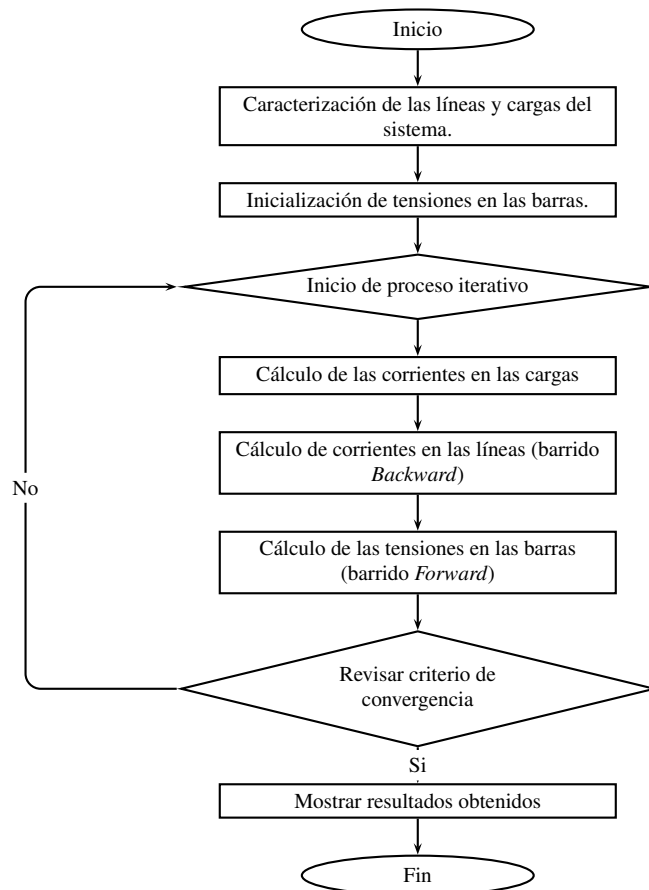 Inicio
Caracterización de las líneas y cargas del
sistema.
Inicialización de tensiones en las barras.
Inicio de proceso iterativo
Cálculo de las corrientes en las cargas
Cálculo de corrientes en las líneas (barrido
Backward)
No
Cálculo de las tensiones en las barras
(barrido Forward)
Revisar criterio de
convergencia
Si
Mostrar resultados obtenidos
Fin